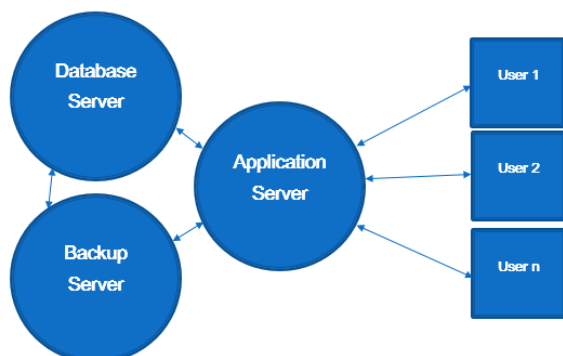 Database
Server
Application
Server
Backup
Server
User 1
User 2
User n